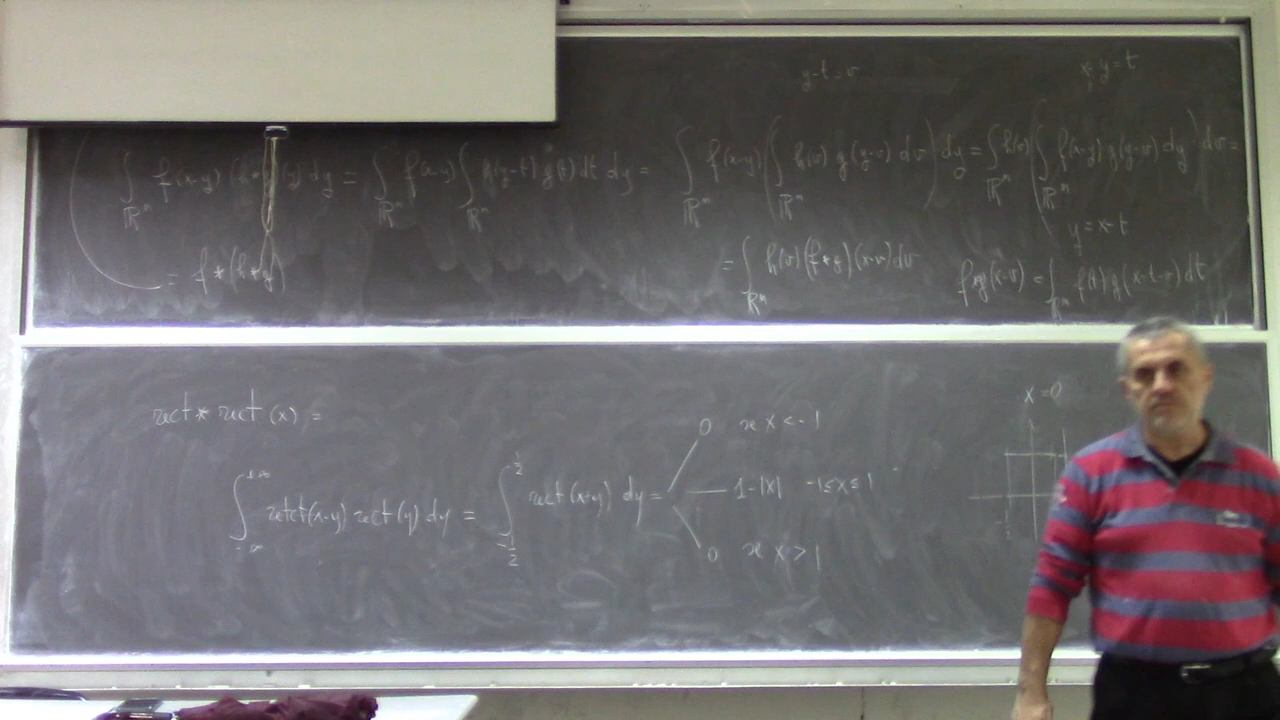 y-t=v
x-y=t
∫_{ℝⁿ} f(x-y) (h*g)(y) dy = ∫_{ℝⁿ} f(x-y) ∫_{ℝⁿ} h(y-t) g(t) dt dy = ∫_{ℝⁿ} f(x-y) ( ∫_{ℝⁿ} h(v) g(y-v) dv ) dy = ∫_{ℝⁿ} h(v) ( ∫_{ℝⁿ} f(x-y) g(y-v) dy ) dv =
y=x-t
= f*(h*g)
= ∫_{ℝⁿ} h(v) (f*g)(x-v) dv
f*g(x-v) = ∫_{ℝⁿ} f(t) g(x-t-v) dt
rect * rect (x) =
x=0
∫_{-∞}^{+∞} rect(x-y) rect(y) dy = ∫_{-1/2}^{1/2} rect(x-y) dy =
0 se x<-1
1-|x| -1≤x≤1
0 se x>1